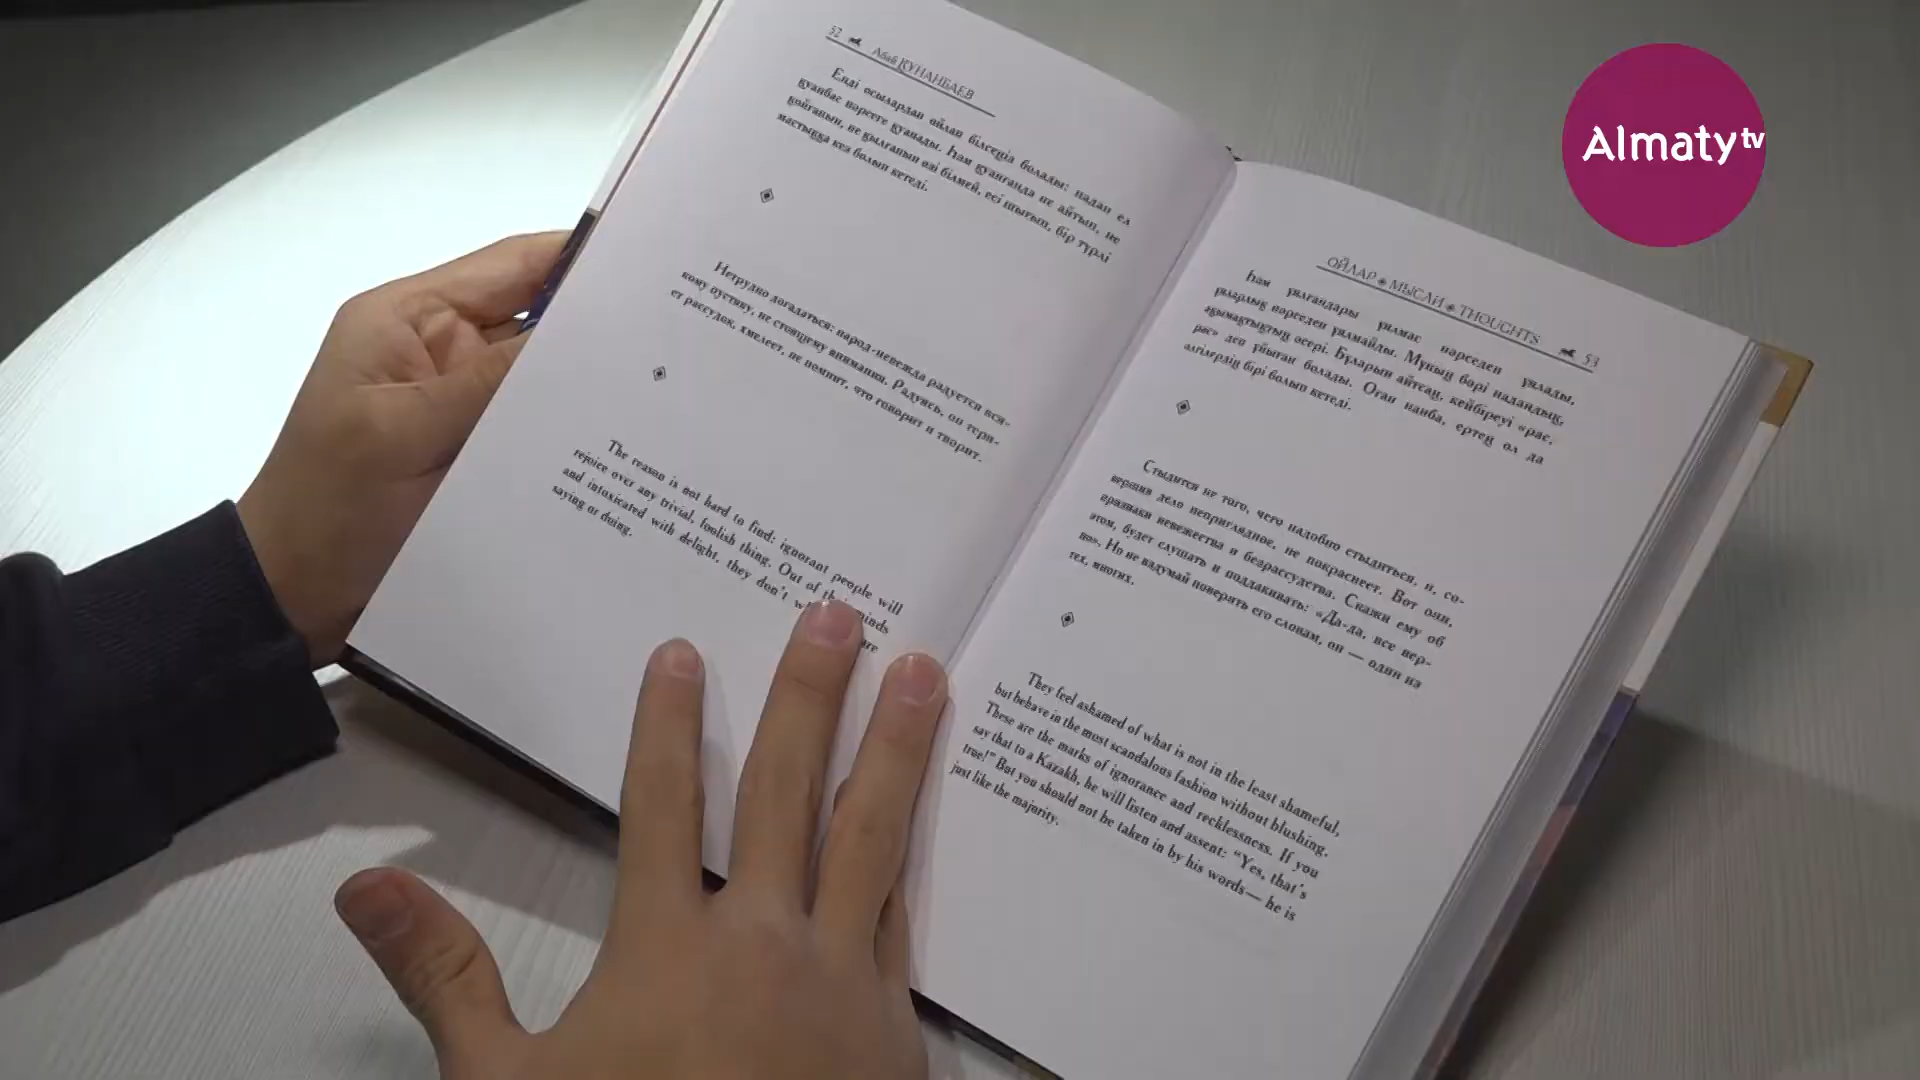 52 Абай ҚҰНАНБАЕВ
Енді осылардан ойлап білсеңіз болады: надан ел
қуанбас нәрсеге қуанады. Һәм қуанғанда не айтып, не
қойғанын, не қылғанын өзі білмей, есі шығып, бір түрлі
мастыққа кез болып кетеді.
Нетрудно догадаться: народ-невежда радуется вся-
кому пустяку, не стоящему внимания. Радуясь, он теря-
ет рассудок, хмелеет, не помнит, что говорит и творит.
The reason is not hard to find: ignorant people will
rejoice over any trivial, foolish thing. Out of their minds
and intoxicated with delight, they don't are
saying or doing.
ОЙЛАР МЫСЛИ THOUGHTS 53
Һәм ұялғандары ұялмас нәрседен ұялады,
ұяларлық нәрседен ұялмайды. Мұның бәрі надандық,
ақымақтықтың әсері. Бұларын айтсаң, кейбіреуі «рас,
рас» деп ұйыған болады. Оған нанба, ертең ол да
әлгілердің бірі болып кетеді.
Стыдится не того, чего надобно стыдиться, и, со-
вершив дело неприглядное, не покраснеет. Вот они,
признаки невежества и безрассудства. Скажи ему об
этом, будет слушать и поддакивать: «Да-да, все вер-
но». Но не вздумай поверить его словам, он — один из
тех, многих.
They feel ashamed of what is not in the least shameful,
but behave in the most scandalous fashion without blushing.
These are the marks of ignorance and recklessness. If you
say that to a Kazakh, he will listen and assent: “Yes, that's
true!” But you should not be taken in by his words — he is
just like the majority.
Almaty tv